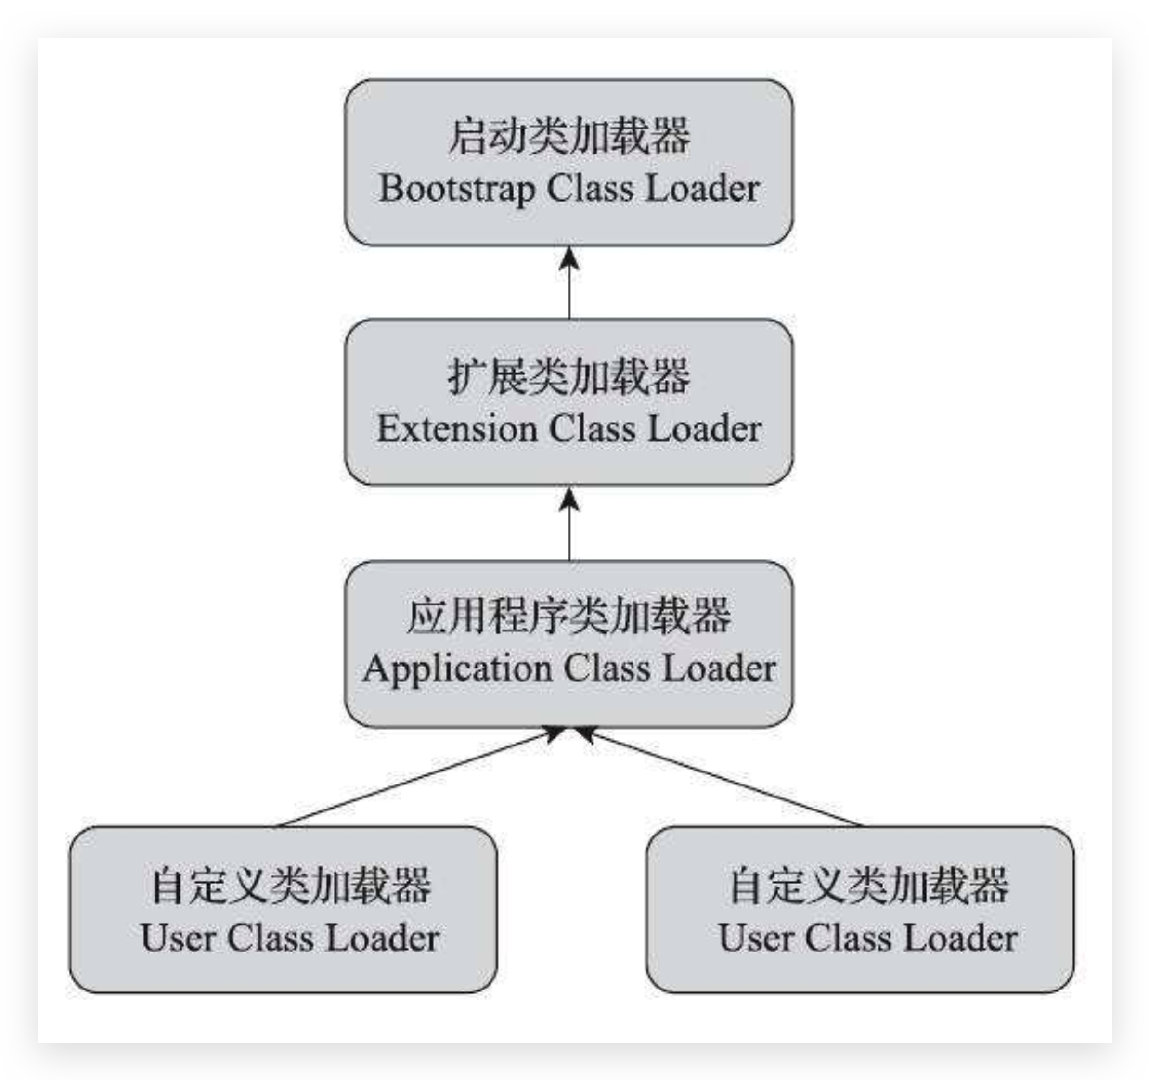 启动类加载器
Bootstrap Class Loader
扩展类加载器
Extension Class Loader
应用程序类加载器
Application Class Loader
自定义类加载器
User Class Loader
自定义类加载器
User Class Loader